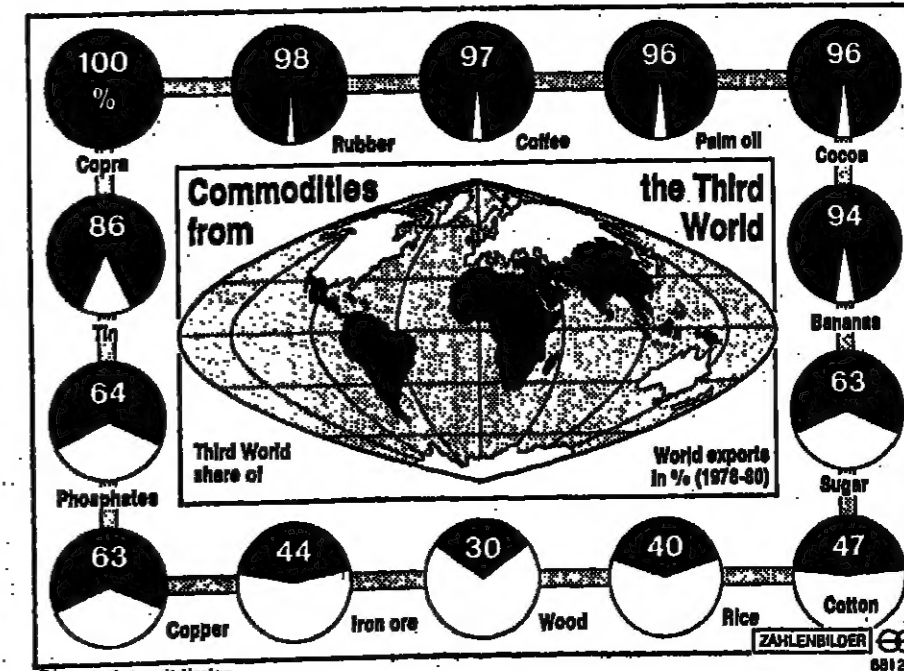 100
%
98
97
96
96
Copra
Rubber
Coffee
Palm oil
Cocoa
Commodities
from
the Third
World
86
94
Tin
Bananas
64
63
Third World
share of
World exports
in % (1978-80)
Phosphates
Sugar
63
44
30
40
47
Copper
Iron ore
Wood
Rice
Cotton
ZAHLENBILDER